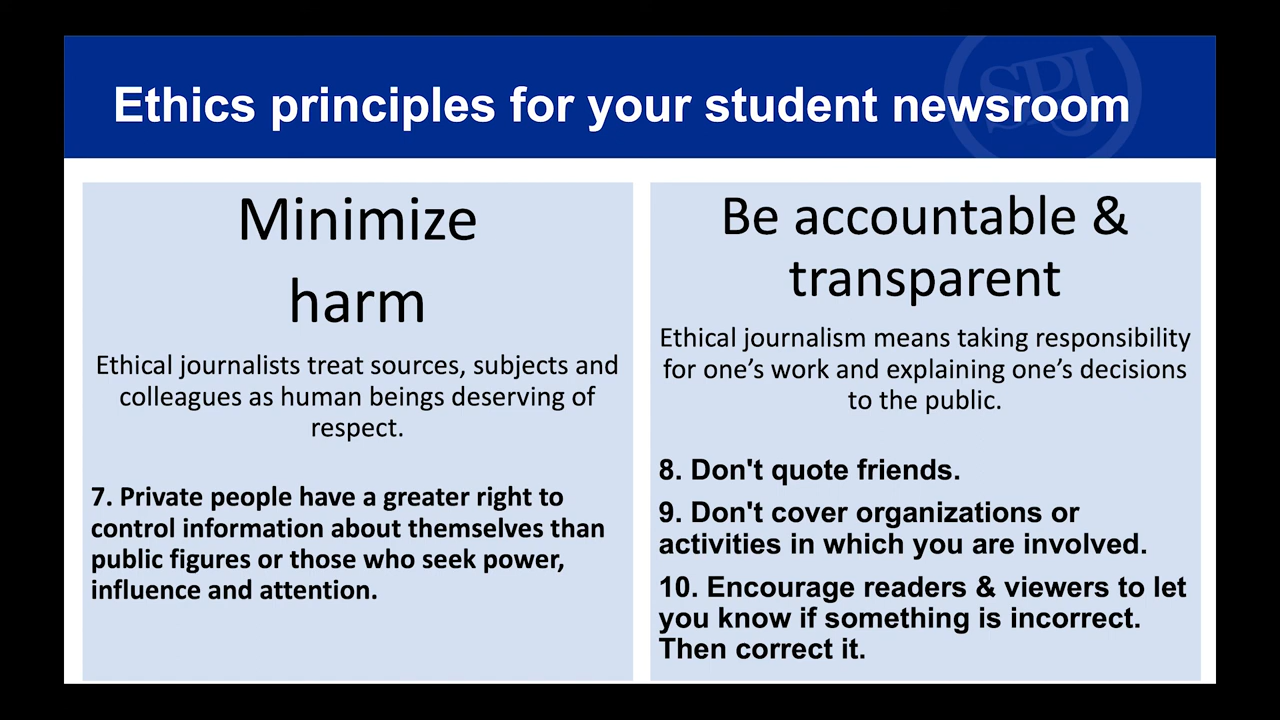 SPJ
Ethics principles for your student newsroom
Minimize
harm
Ethical journalists treat sources, subjects and
colleagues as human beings deserving of
respect.
7. Private people have a greater right to
control information about themselves than
public figures or those who seek power,
influence and attention.
Be accountable &
transparent
Ethical journalism means taking responsibility
for one’s work and explaining one’s decisions
to the public.
8. Don't quote friends.
9. Don't cover organizations or
activities in which you are involved.
10. Encourage readers & viewers to let
you know if something is incorrect.
Then correct it.